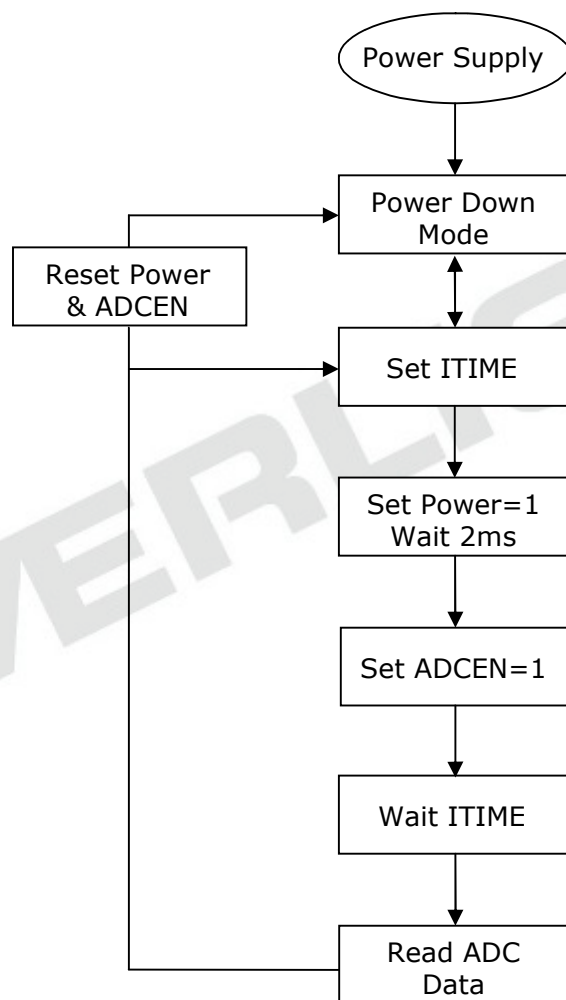 Power Supply
Power Down
Mode
Reset Power
& ADCEN
Set ITIME
Set Power=1
Wait 2ms
Set ADCEN=1
Wait ITIME
Read ADC
Data